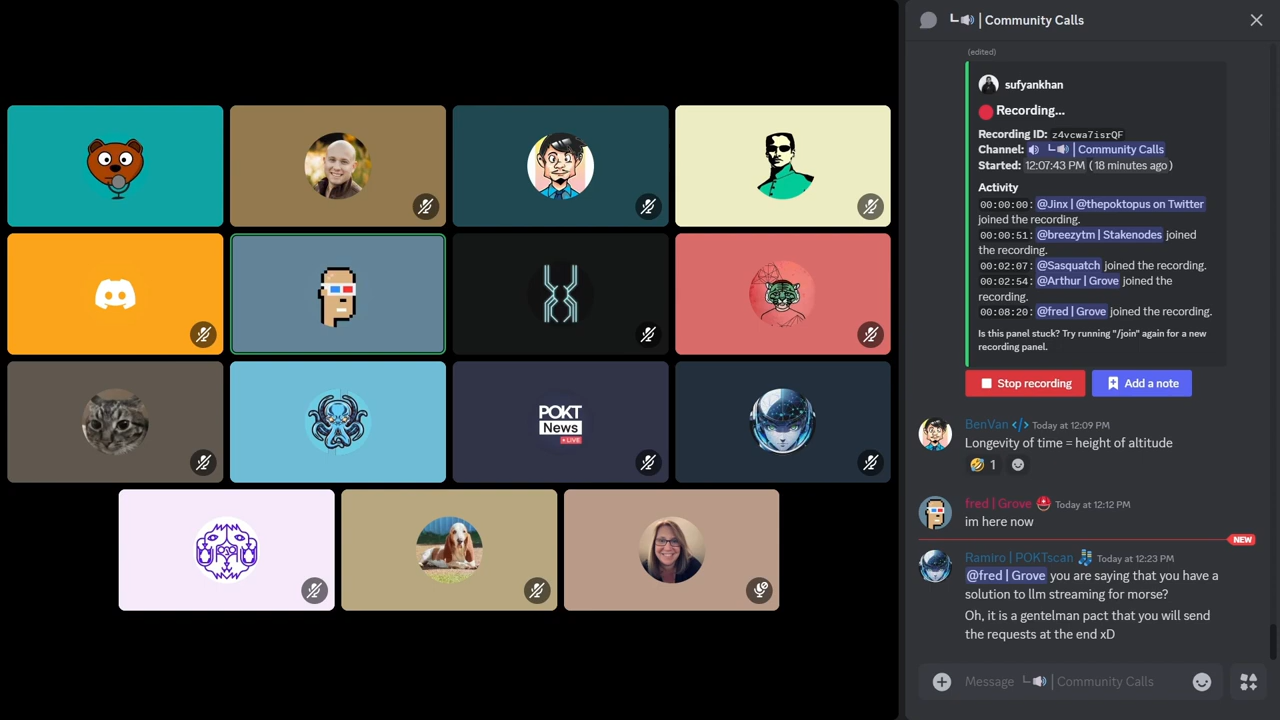 Community Calls
(edited)
sufyankhan
Recording...
Recording ID: z4vcwa7isrQF
Channel: Community Calls
Started: 12:07:43 PM (18 minutes ago)
Activity
00:00:00: @Jinx | @thepoktopus on Twitter
joined the recording.
00:00:51: @breezytm | Stakenodes joined
the recording.
00:02:07: @Sasquatch joined the recording.
00:02:54: @Arthur | Grove joined the
recording.
00:08:20: @fred | Grove joined the recording.
Is this panel stuck? Try running "/join" again for a new
recording panel.
Stop recording
Add a note
BenVan </> Today at 12:09 PM
Longevity of time = height of altitude
🤣 1
fred | Grove Today at 12:12 PM
im here now
NEW
Ramiro | POKTscan Today at 12:23 PM
@fred | Grove you are saying that you have a
solution to llm streaming for morse?
Oh, it is a gentelman pact that you will send
the requests at the end xD
Message Community Calls
POKT
News
LIVE